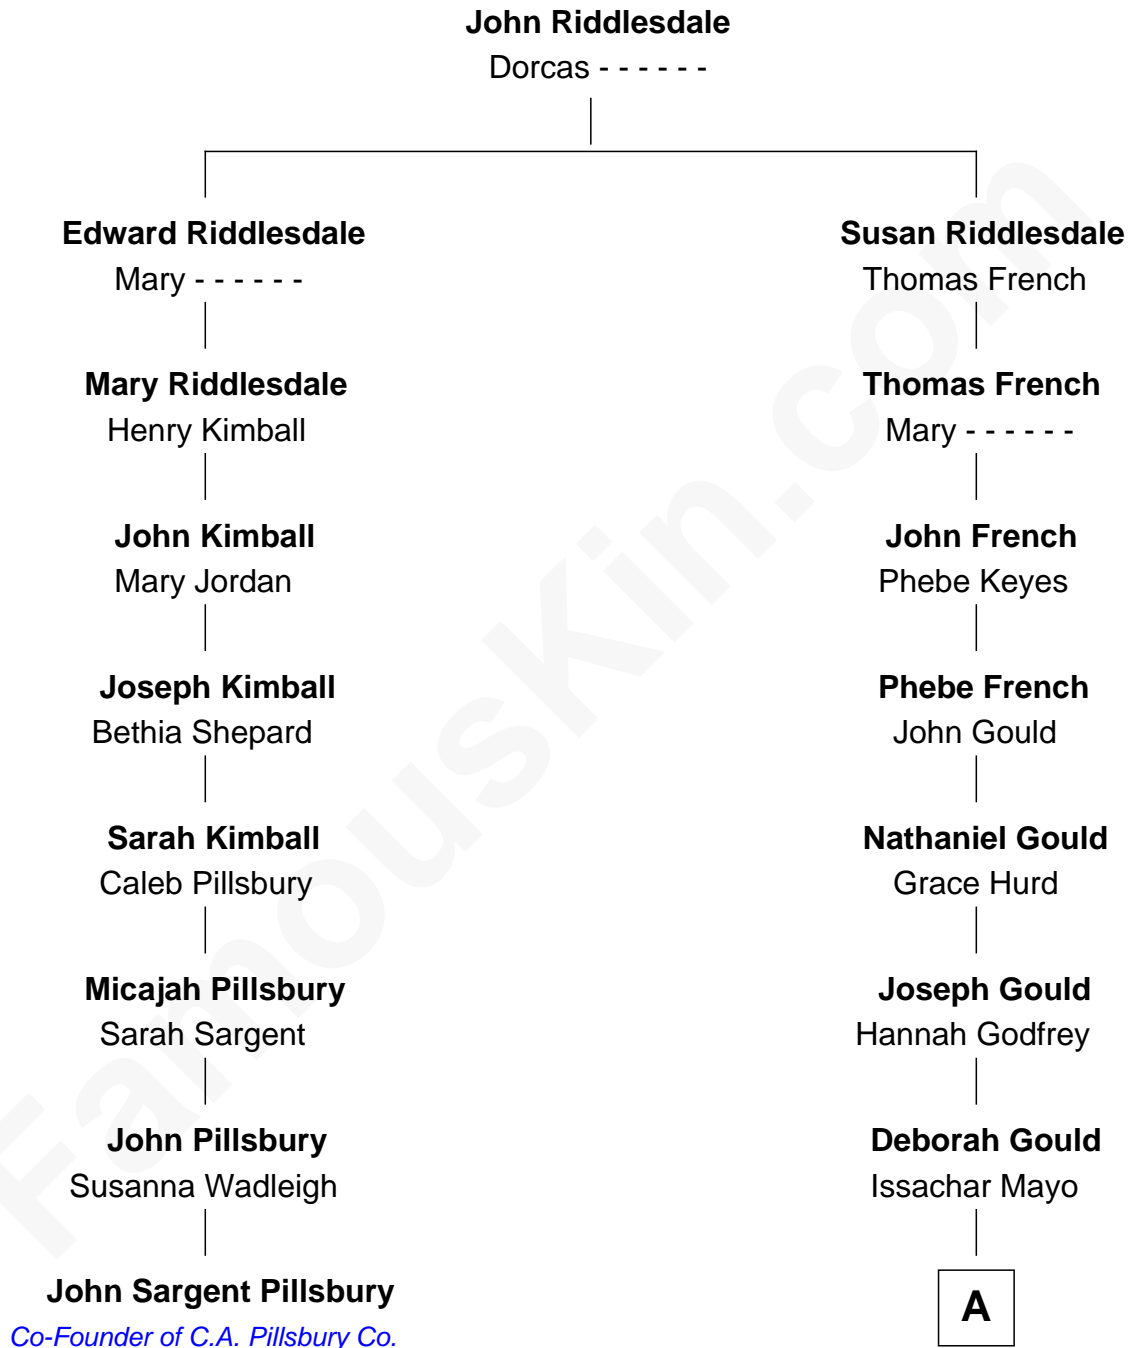 John Riddlesdale
Dorcas - - - - - -
Edward Riddlesdale
Mary - - - - - -
Susan Riddlesdale
Thomas French
Mary Riddlesdale
Henry Kimball
Thomas French
Mary - - - - - -
John Kimball
Mary Jordan
John French
Phebe Keyes
Joseph Kimball
Bethia Shepard
Phebe French
John Gould
Sarah Kimball
Caleb Pillsbury
Nathaniel Gould
Grace Hurd
Micajah Pillsbury
Sarah Sargent
Joseph Gould
Hannah Godfrey
John Pillsbury
Susanna Wadleigh
Deborah Gould
Issachar Mayo
John Sargent Pillsbury
Co-Founder of C.A. Pillsbury Co.
A
FamousKin.com